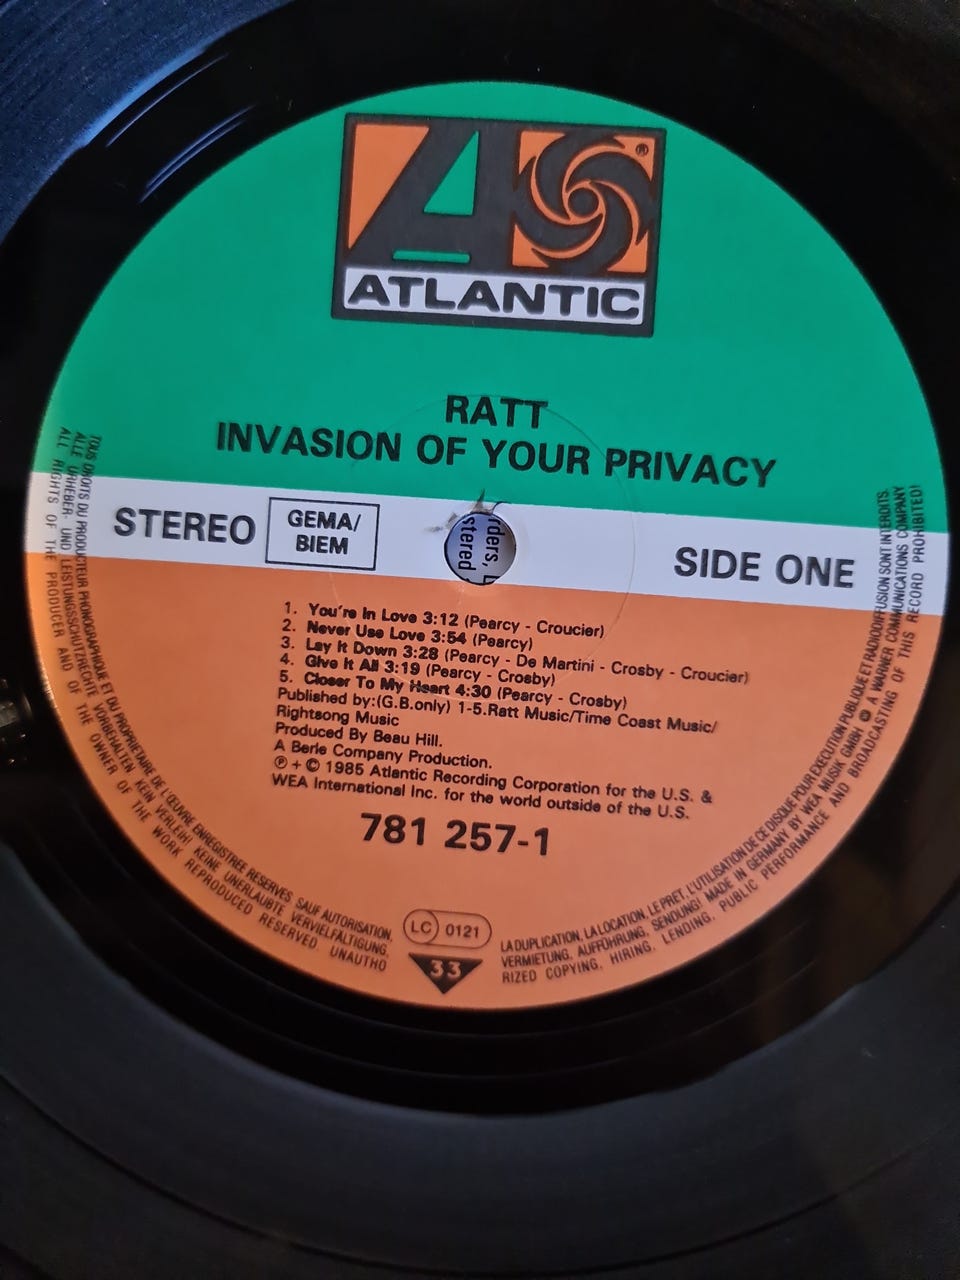 ATLANTIC
®
RATT
INVASION OF YOUR PRIVACY
STEREO
GEMA/
BIEM
rders, L
stered
SIDE ONE
1. You're In Love 3:12 (Pearcy - Croucier)
2. Never Use Love 3:54 (Pearcy)
3. Lay It Down 3:28 (Pearcy - De Martini - Crosby - Croucier)
4. Give It All 3:19 (Pearcy - Crosby)
5. Closer To My Heart 4:30 (Pearcy - Crosby)
Published by:(G.B.only) 1-5.Ratt Music/Time Coast Music/
Rightsong Music
Produced By Beau Hill.
A Berle Company Production.
℗ + © 1985 Atlantic Recording Corporation for the U.S. &
WEA International Inc. for the world outside of the U.S.
781 257-1
LC 0121
33
TOUS DROITS DU PRODUCTEUR PHONOGRAPHIQUE ET DU PROPRIETAIRE DE L'ŒUVRE ENREGISTREE RESERVES SAUF AUTORISATION,
LA DUPLICATION, LA LOCATION, LE PRET, L'UTILISATION DE CE DISQUE POUR EXECUTION PUBLIQUE ET RADIODIFFUSION SONT INTERDITS.
ALLE URHEBER- UND LEISTUNGSSCHUTZRECHTE VORBEHALTEN KEIN VERLEIH! KEINE UNERLAUBTE VERVIELFÄLTIGUNG,
VERMIETUNG, AUFFÜHRUNG, SENDUNG! MADE IN GERMANY BY WEA MUSIK GMBH A WARNER COMMUNICATIONS COMPANY
ALL RIGHTS OF THE PRODUCER AND OF THE OWNER OF THE WORK REPRODUCED RESERVED. UNAUTHO
RIZED COPYING, HIRING, LENDING, PUBLIC PERFORMANCE AND BROADCASTING OF THIS RECORD PROHIBITED!